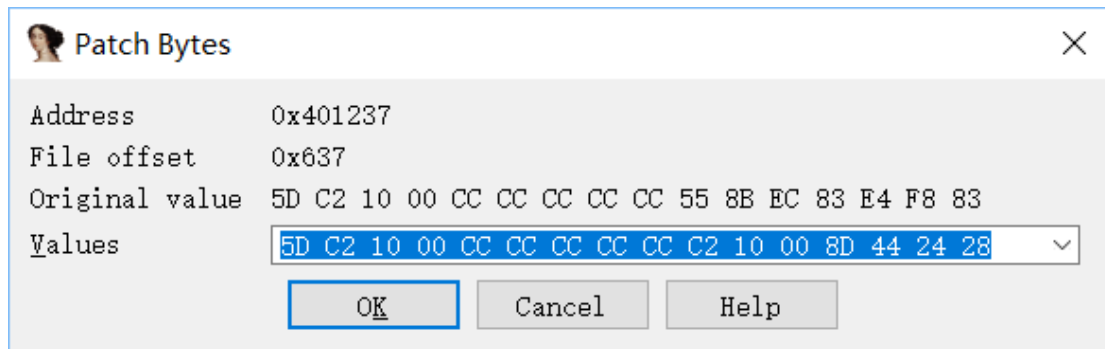 Patch Bytes
Address 0x401237
File offset 0x637
Original value 5D C2 10 00 CC CC CC CC CC 55 8B EC 83 E4 F8 83
Values 5D C2 10 00 CC CC CC CC CC C2 10 00 8D 44 24 28
OK Cancel Help